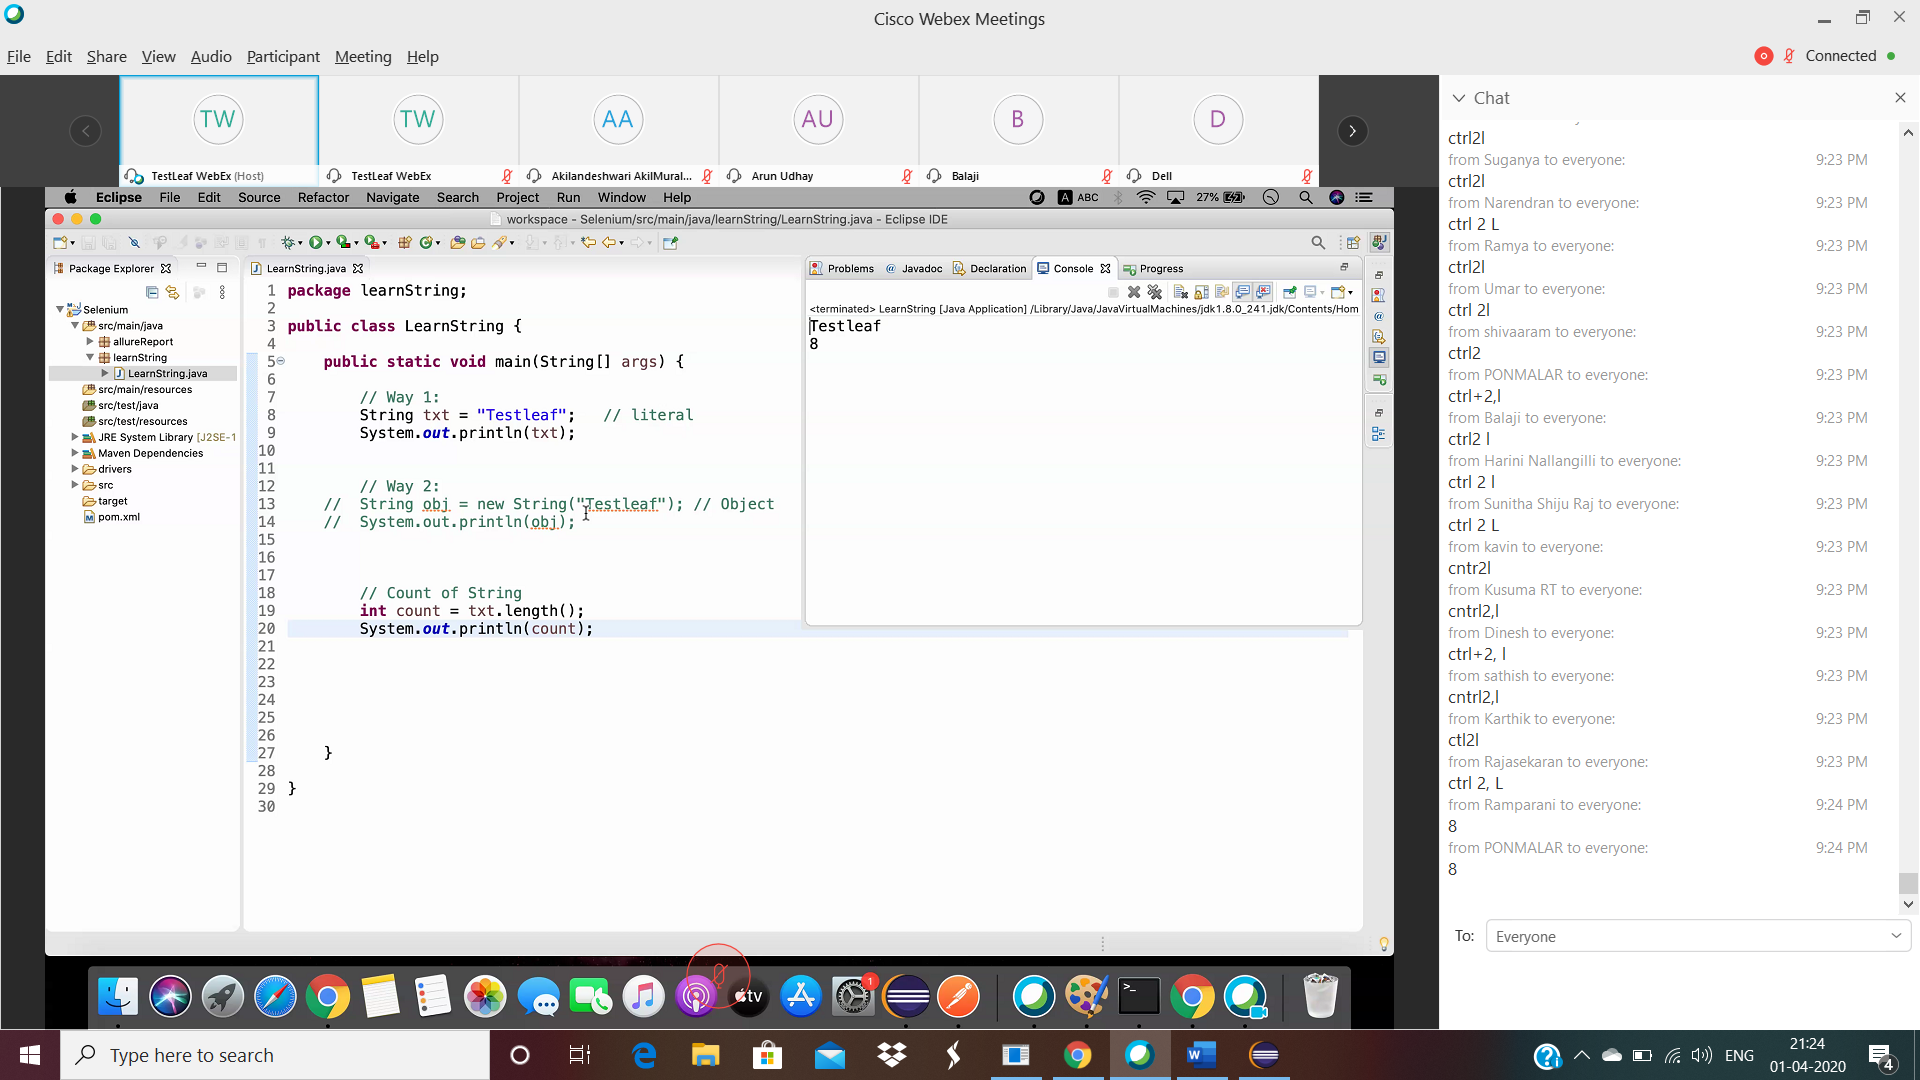 Cisco Webex Meetings
File Edit Share View Audio Participant Meeting Help
Connected
TW TW AA AU B D
TestLeaf WebEx (Host) TestLeaf WebEx Akilandeshwari AkilMural... Arun Udhay Balaji Dell
Eclipse File Edit Source Refactor Navigate Search Project Run Window Help
A ABC 27%
workspace - Selenium/src/main/java/learnString/LearnString.java - Eclipse IDE
Package Explorer
Selenium
src/main/java
allureReport
learnString
LearnString.java
src/main/resources
src/test/java
src/test/resources
JRE System Library [J2SE-1
Maven Dependencies
drivers
src
target
pom.xml
LearnString.java
1 package learnString;
2
3 public class LearnString {
4
5 public static void main(String[] args) {
6
7 // Way 1:
8 String txt = "Testleaf"; // literal
9 System.out.println(txt);
10
11
12 // Way 2:
13 // String obj = new String("Testleaf"); // Object
14 // System.out.println(obj);
15
16
17
18 // Count of String
19 int count = txt.length();
20 System.out.println(count);
21
22
23
24
25
26
27 }
28
29 }
30
Problems Javadoc Declaration Console Progress
<terminated> LearnString [Java Application] /Library/Java/JavaVirtualMachines/jdk1.8.0_241.jdk/Contents/Hom
Testleaf
8
Chat
ctrl2l
from Suganya to everyone: 9:23 PM
ctrl2l
from Narendran to everyone: 9:23 PM
ctrl 2 L
from Ramya to everyone: 9:23 PM
ctrl2l
from Umar to everyone: 9:23 PM
ctrl 2l
from shivaaram to everyone: 9:23 PM
ctrl2
from PONMALAR to everyone: 9:23 PM
ctrl+2,l
from Balaji to everyone: 9:23 PM
ctrl2 l
from Harini Nallangilli to everyone: 9:23 PM
ctrl 2 l
from Sunitha Shiju Raj to everyone: 9:23 PM
ctrl 2 L
from kavin to everyone: 9:23 PM
cntr2l
from Kusuma RT to everyone: 9:23 PM
cntrl2,l
from Dinesh to everyone: 9:23 PM
ctrl+2, l
from sathish to everyone: 9:23 PM
cntrl2,l
from Karthik to everyone: 9:23 PM
ctl2l
from Rajasekaran to everyone: 9:23 PM
ctrl 2, L
from Ramparani to everyone: 9:24 PM
8
from PONMALAR to everyone: 9:24 PM
8
To: Everyone
tv
1
Type here to search
ENG
21:24
01-04-2020
4